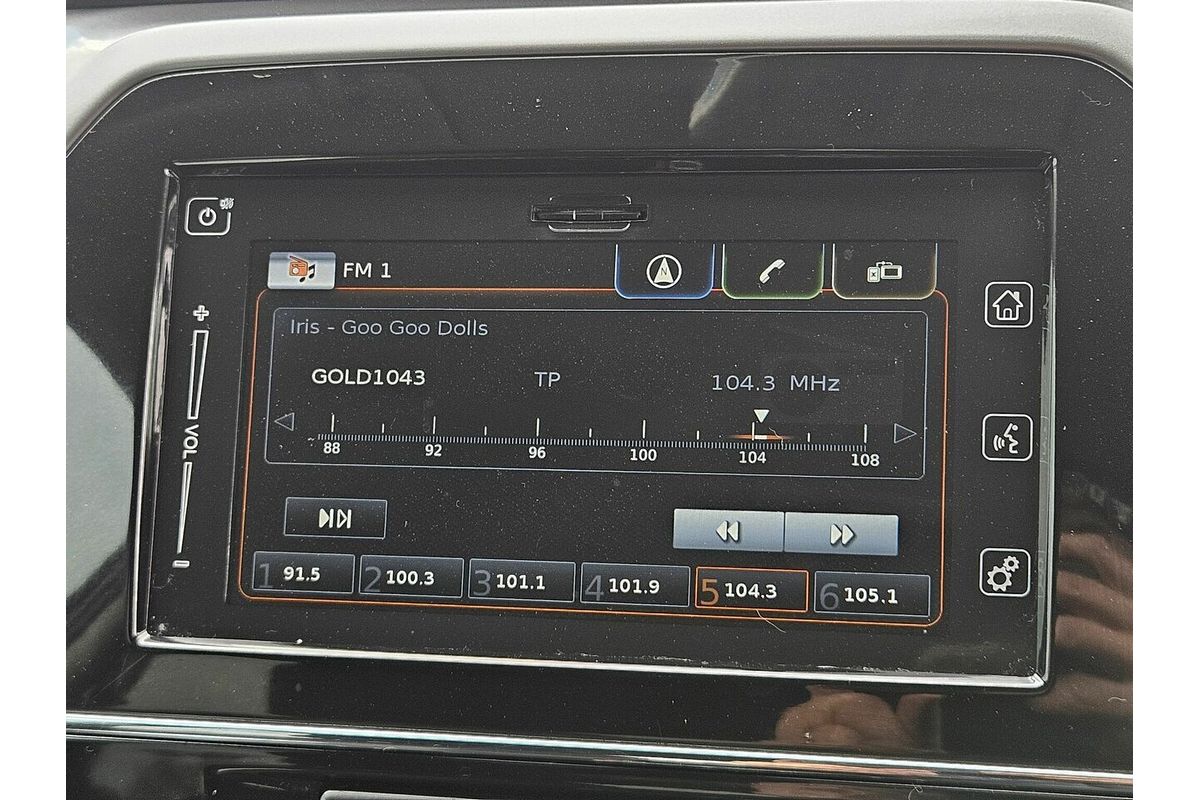 FM 1
N
Iris - Goo Goo Dolls
GOLD1043 TP 104.3 MHz
88 92 96 100 104 108
+
VOL
-
1 91.5 2 100.3 3 101.1 4 101.9 5 104.3 6 105.1